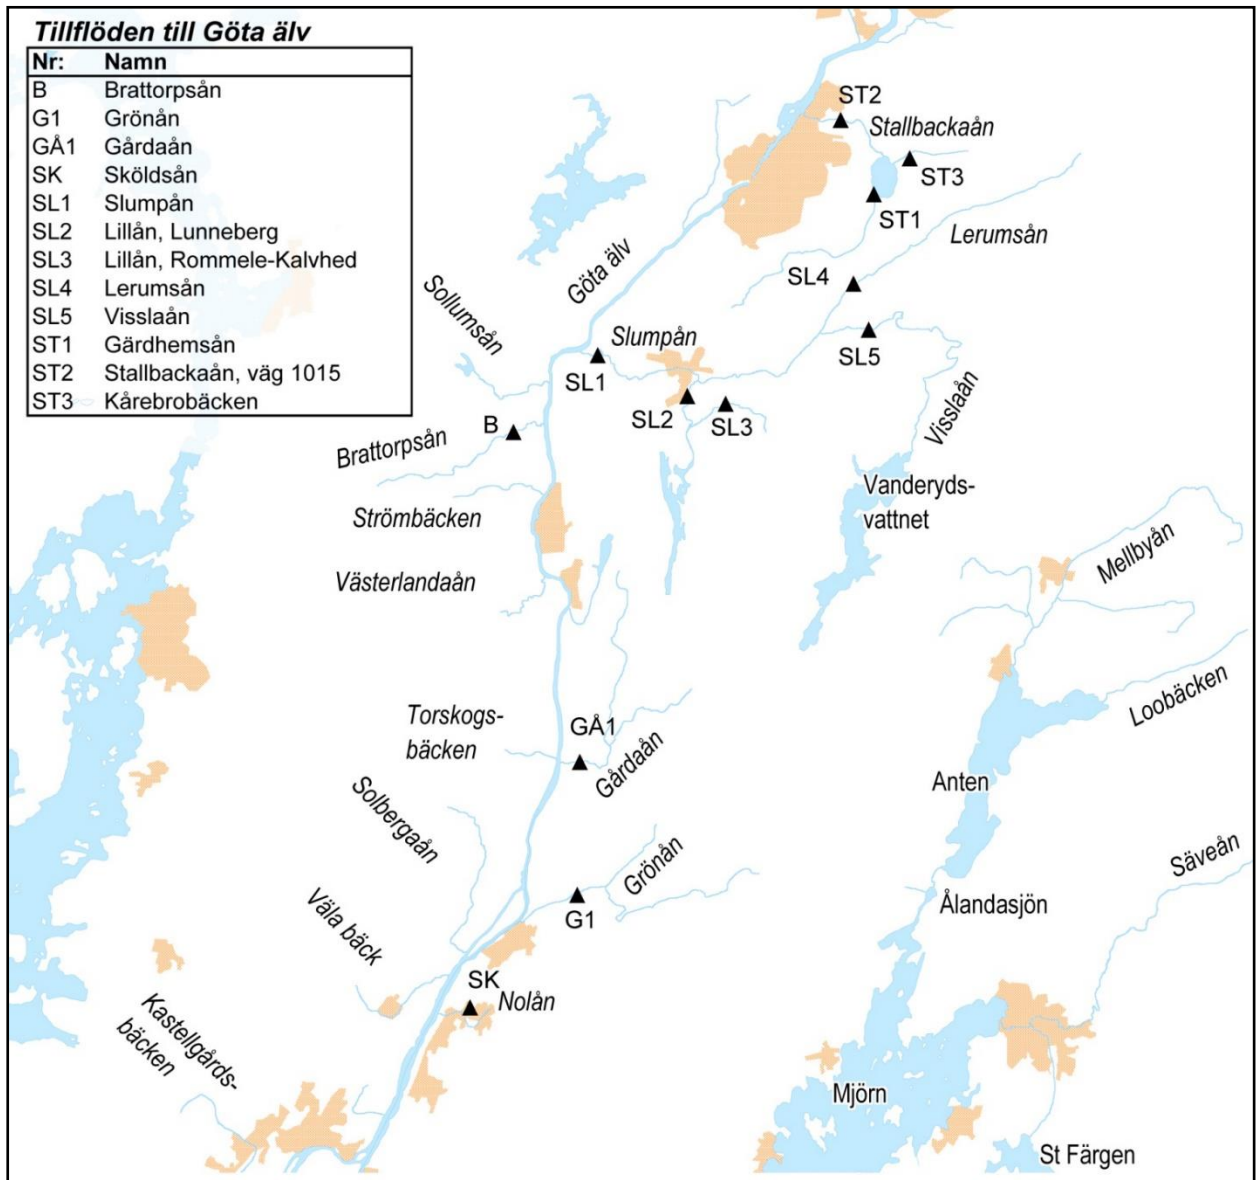 Tillflöden till Göta älv
Nr: Namn
B Brattorpsån
G1 Grönån
GÅ1 Gårdaån
SK Sköldsån
SL1 Slumpån
SL2 Lillån, Lunneberg
SL3 Lillån, Rommele-Kalvhed
SL4 Lerumsån
SL5 Visslaån
ST1 Gärdhemsån
ST2 Stallbackaån, väg 1015
ST3 Kårebrobäcken
ST2
Stallbackaån
ST3
ST1
Lerumsån
SL4
Göta älv
Sollumsån
Slumpån
SL1
SL5
SL2
SL3
Visslaån
B
Brattorpsån
Vanderyds-
vattnet
Strömbäcken
Mellbyån
Västerlandaån
Loobäcken
Torskogs-
bäcken
GÅ1
Gårdaån
Anten
Solbergaån
Grönån
Säveån
G1
Ålandasjön
Väla bäck
SK
Nolån
Kastellgårds-
bäcken
Mjörn
St Färgen